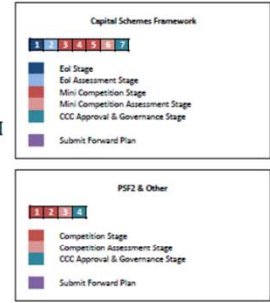 Capital Schemes Framework
1 2 3 4 5 6 7
EoI Stage
EoI Assessment Stage
Mini Competition Stage
Mini Competition Assessment Stage
CCC Approval & Governance Stage
Submit Forward Plan
PSF2 & Other
1 2 3 4
Competition Stage
Competition Assessment Stage
CCC Approval & Governance Stage
Submit Forward Plan